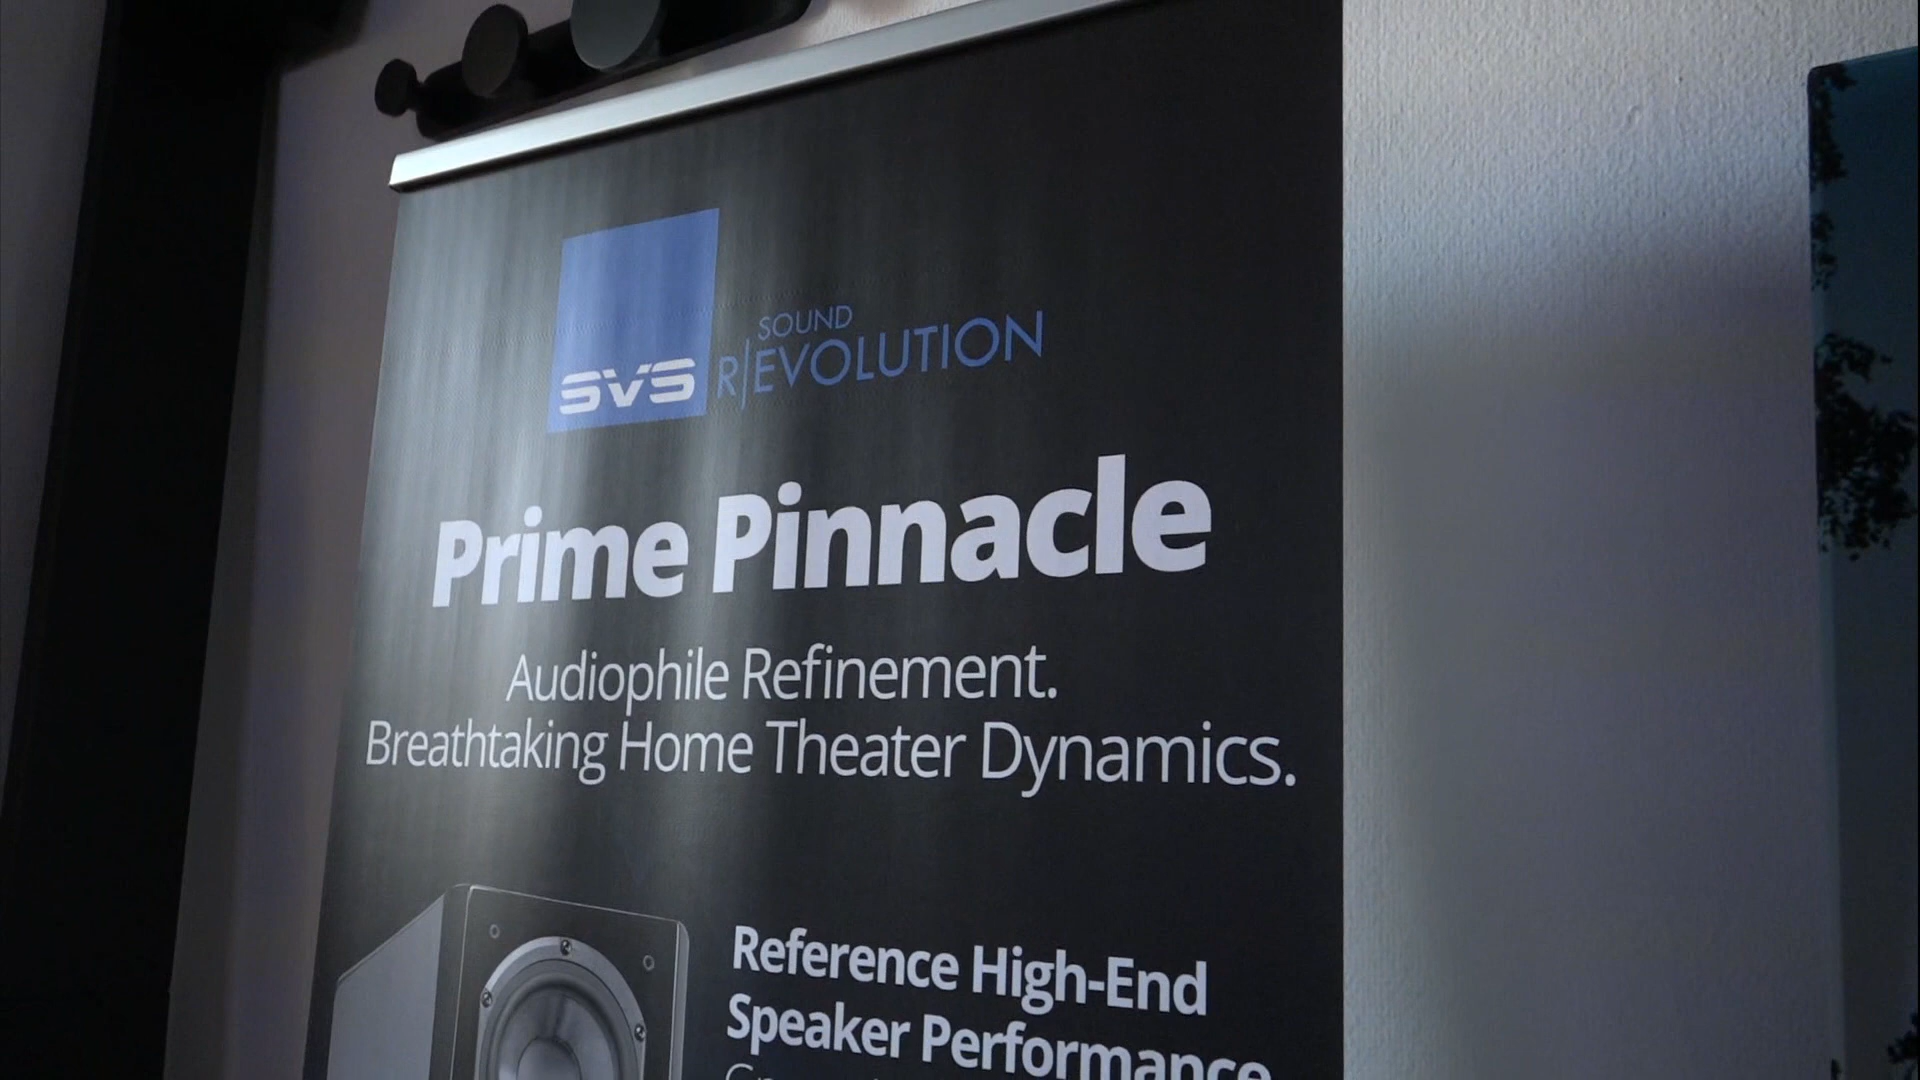 SVS
SOUND
R|EVOLUTION
Prime Pinnacle
Audiophile Refinement.
Breathtaking Home Theater Dynamics.
Reference High-End
Speaker Performance